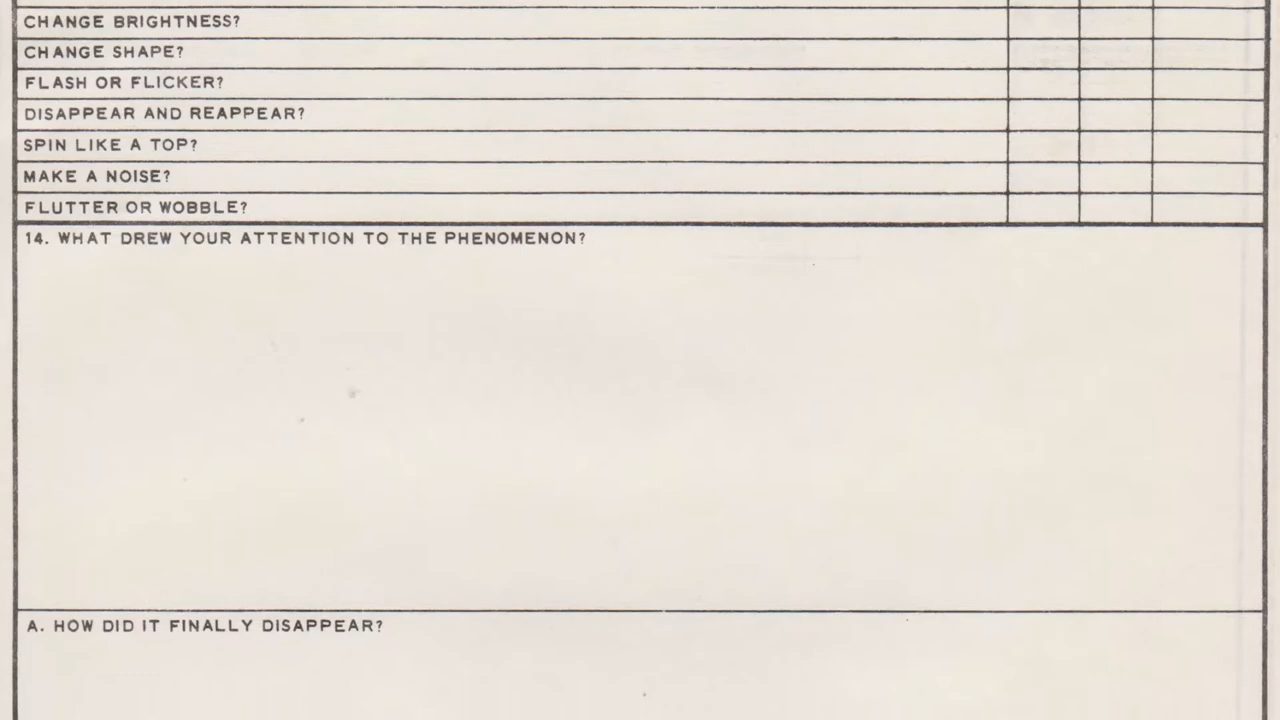 CHANGE BRIGHTNESS?
CHANGE SHAPE?
FLASH OR FLICKER?
DISAPPEAR AND REAPPEAR?
SPIN LIKE A TOP?
MAKE A NOISE?
FLUTTER OR WOBBLE?
14. WHAT DREW YOUR ATTENTION TO THE PHENOMENON?
A. HOW DID IT FINALLY DISAPPEAR?